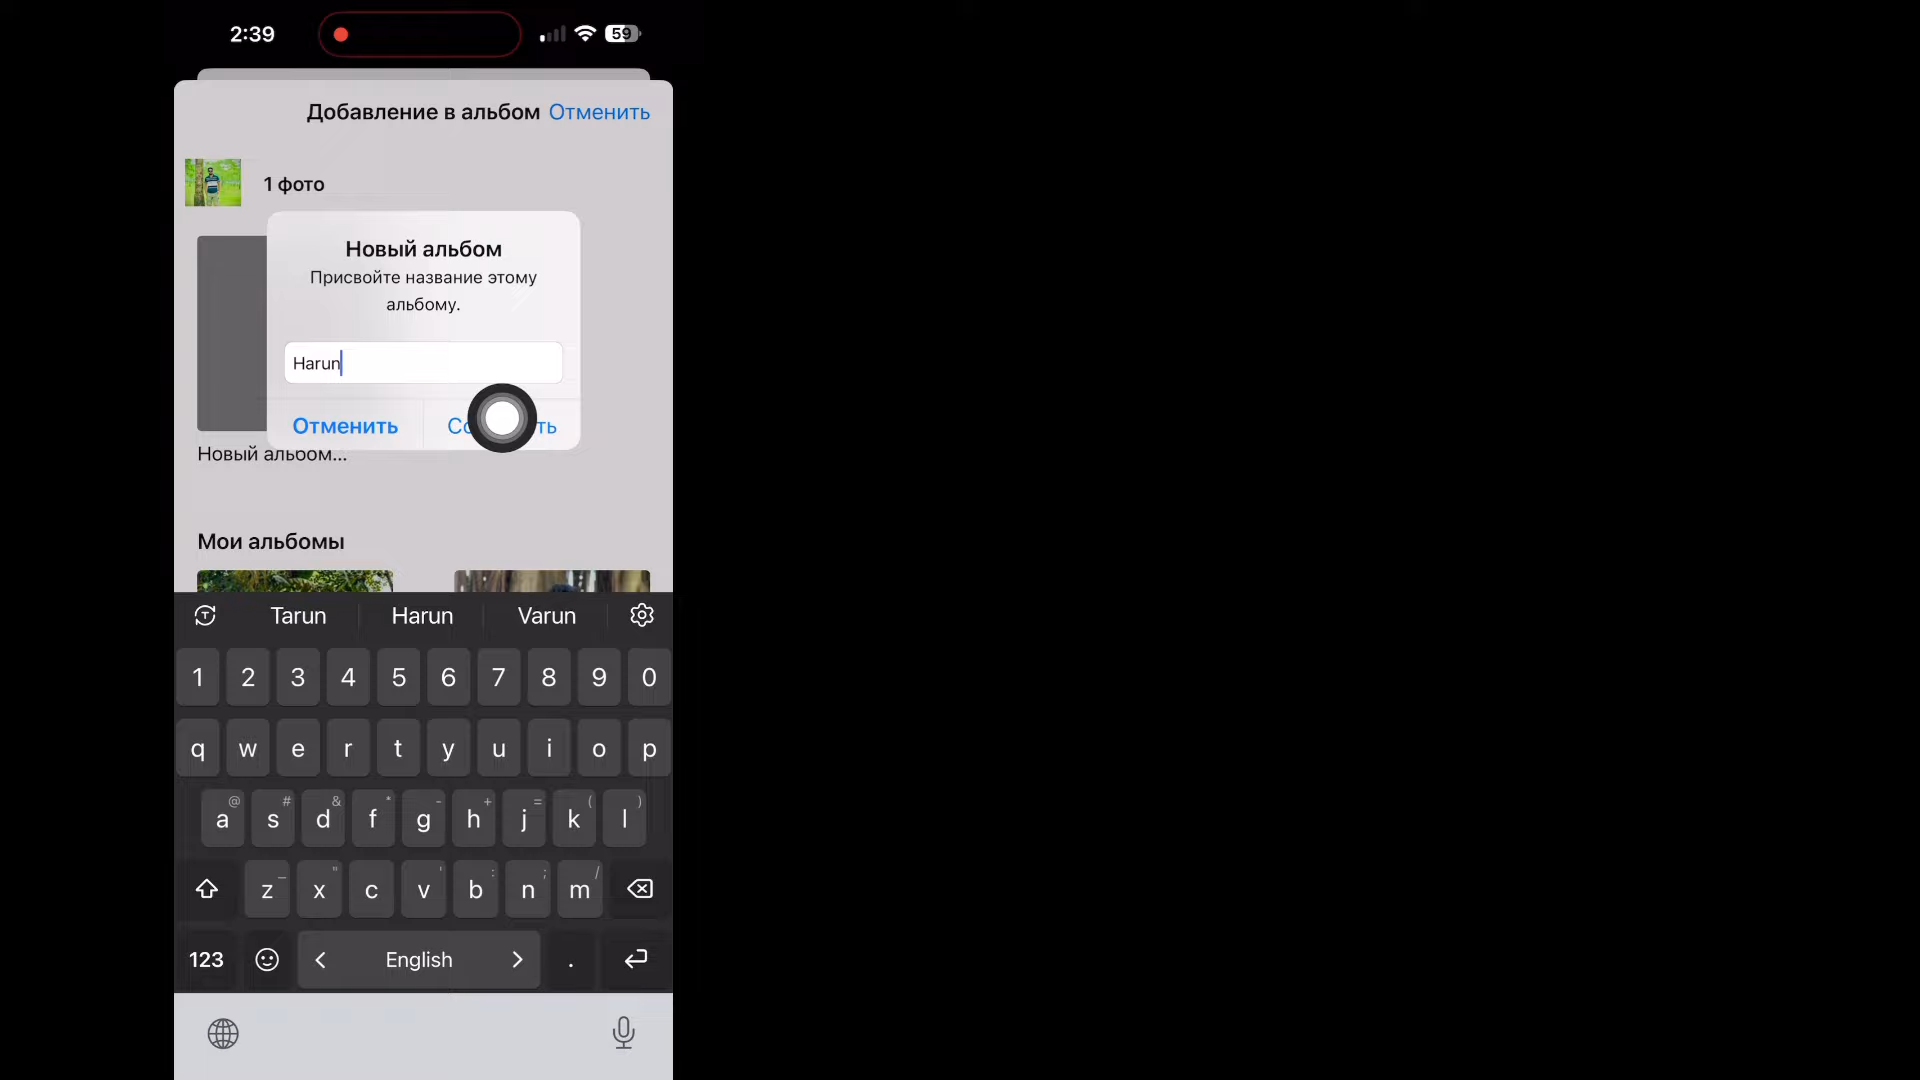 2:39
59
Добавление в альбом Отменить
1 фото
Новый альбом
Присвойте название этому
альбому.
Harun
Отменить
Новый альбом...
Мои альбомы
Tarun Harun Varun
1 2 3 4 5 6 7 8 9 0
q w e r t y u i o p
@ # & * - + = ( )
a s d f g h j k l
_ " ' : ; /
z x c v b n m
123 < English > .